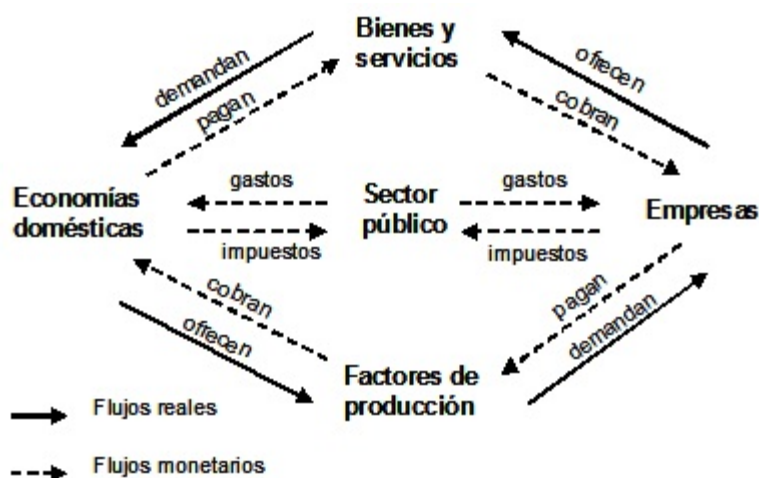 Bienes y
servicios
demandan
pagan
ofrecen
cobran
Economías
domésticas
gastos
impuestos
Sector
público
gastos
impuestos
Empresas
cobran
ofrecen
pagan
demandan
Factores de
producción
Flujos reales
Flujos monetarios